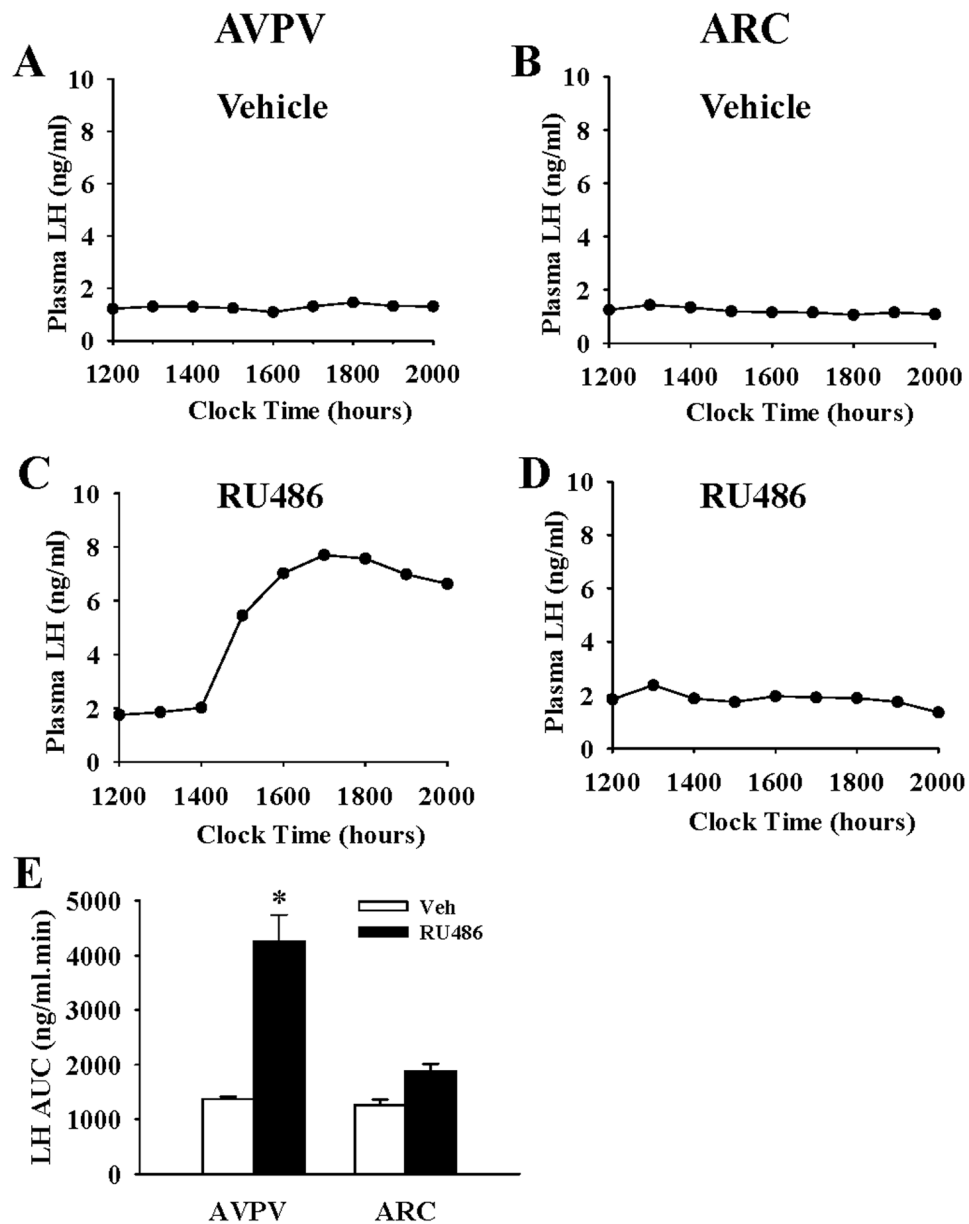 AVPV ARC
A B
Vehicle Vehicle
Plasma LH (ng/ml) Plasma LH (ng/ml)
10 10
8 8
6 6
4 4
2 2
0 0
1200 1400 1600 1800 2000 1200 1400 1600 1800 2000
Clock Time (hours) Clock Time (hours)
C D
RU486 RU486
Plasma LH (ng/ml) Plasma LH (ng/ml)
10 10
8 8
6 6
4 4
2 2
0 0
1200 1400 1600 1800 2000 1200 1400 1600 1800 2000
Clock Time (hours) Clock Time (hours)
E
LH AUC (ng/ml.min)
5000
4000
3000
2000
1000
0
*
Veh
RU486
AVPV ARC